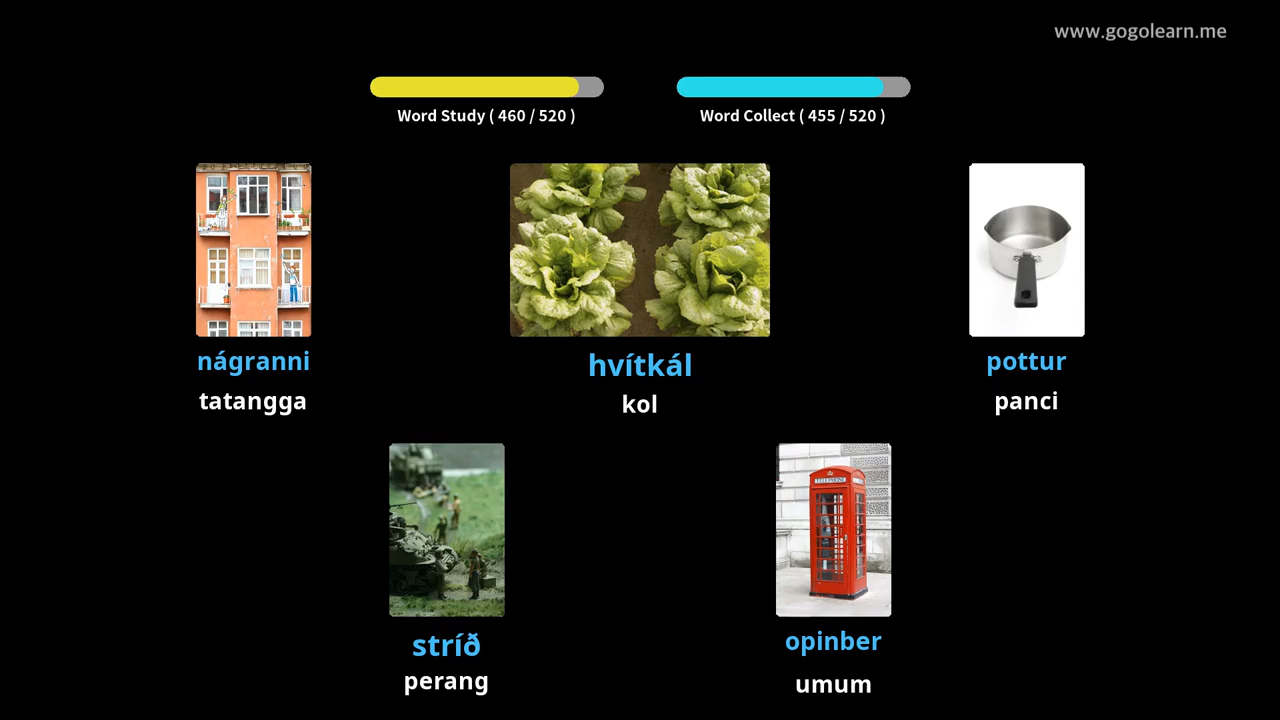 www.gogolearn.me
Word Study ( 460 / 520 )
Word Collect ( 455 / 520 )
nágranni
tatangga
hvítkál
kol
pottur
panci
TELEPHONE
stríð
perang
opinber
umum